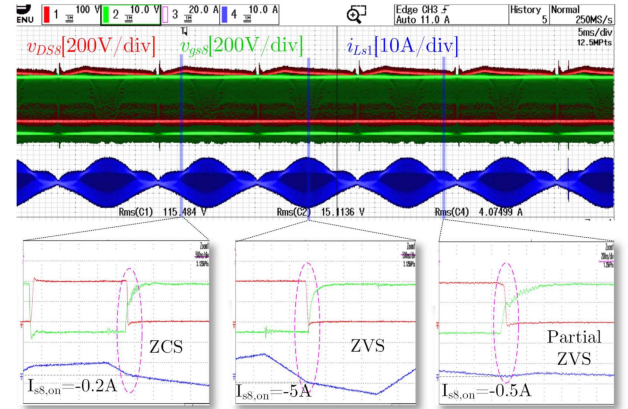 ENU 1 100 V 2 10.0 V 3 20.0 A 4 10.0 A Edge CH3 History Normal
Auto 11.0 A 5 250MS/s
5ms/div
12.5MPts
v_DS8[200V/div] v_gs8[200V/div] i_Ls1[10A/div]
Rms(C1) 115.484 V Rms(C2) 15.1136 V Rms(C4) 4.07499 A
ZCS
I_s8,on=-0.2A
ZVS
I_s8,on=-5A
Partial
ZVS
I_s8,on=-0.5A